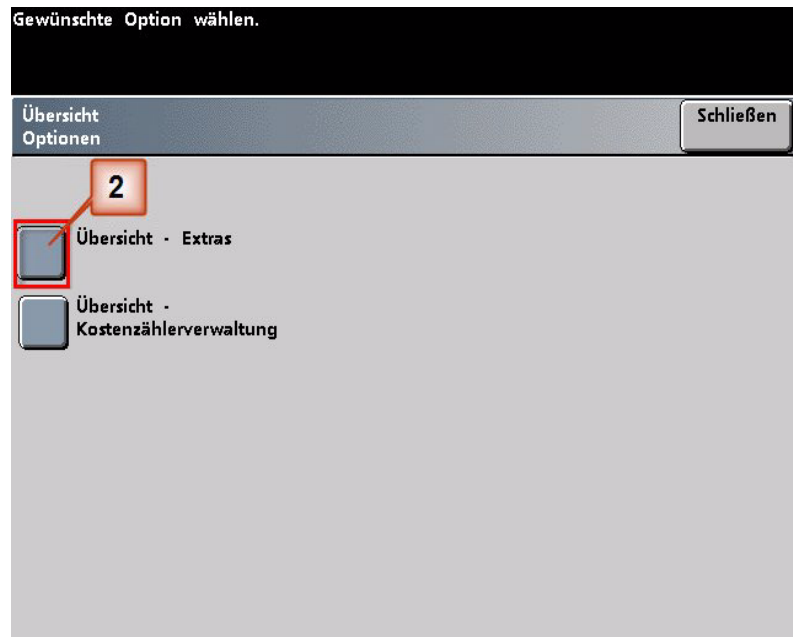 Gewünschte Option wählen.
Übersicht
Optionen
Schließen
2
Übersicht - Extras
Übersicht -
Kostenzählerverwaltung